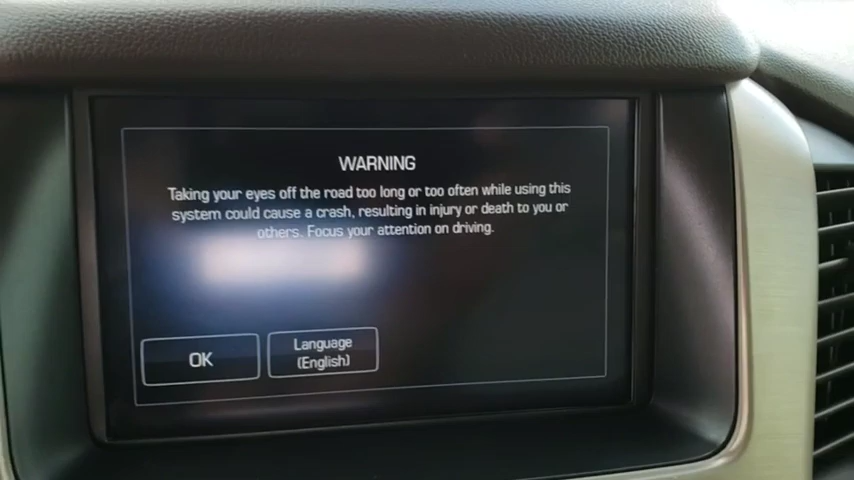 WARNING
Taking your eyes off the road too long or too often while using this
system could cause a crash, resulting in injury or death to you or
others. Focus your attention on driving.
OK
Language
(English)